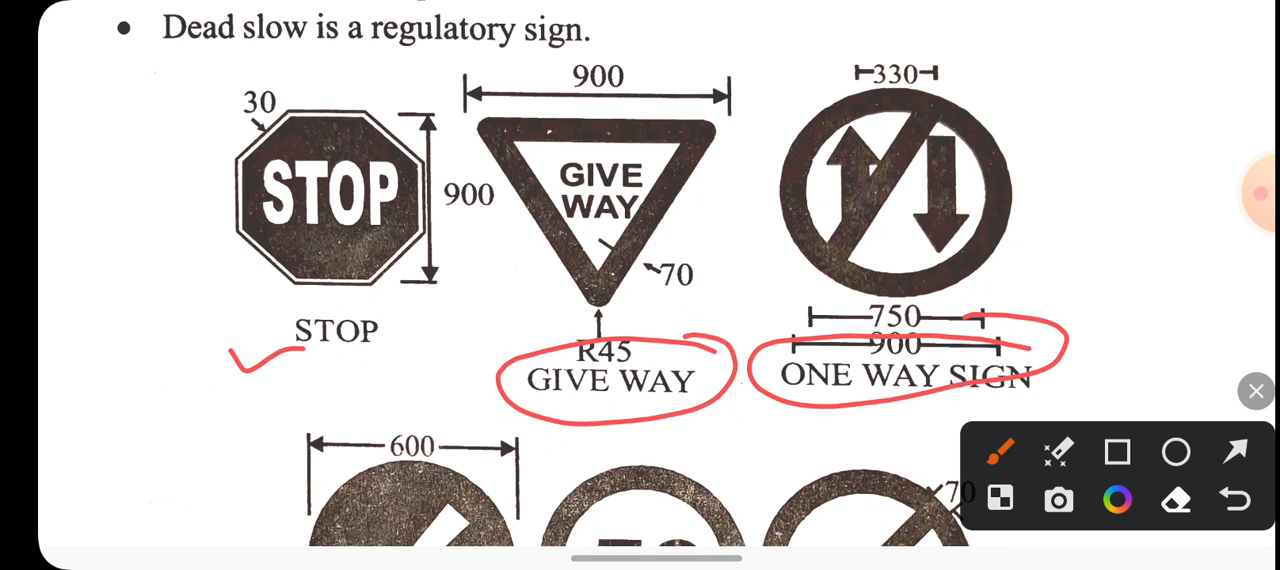 • Dead slow is a regulatory sign.
30
STOP
900
STOP
900
GIVE
WAY
70
R45
GIVE WAY
330
750
900
ONE WAY SIGN
600
70